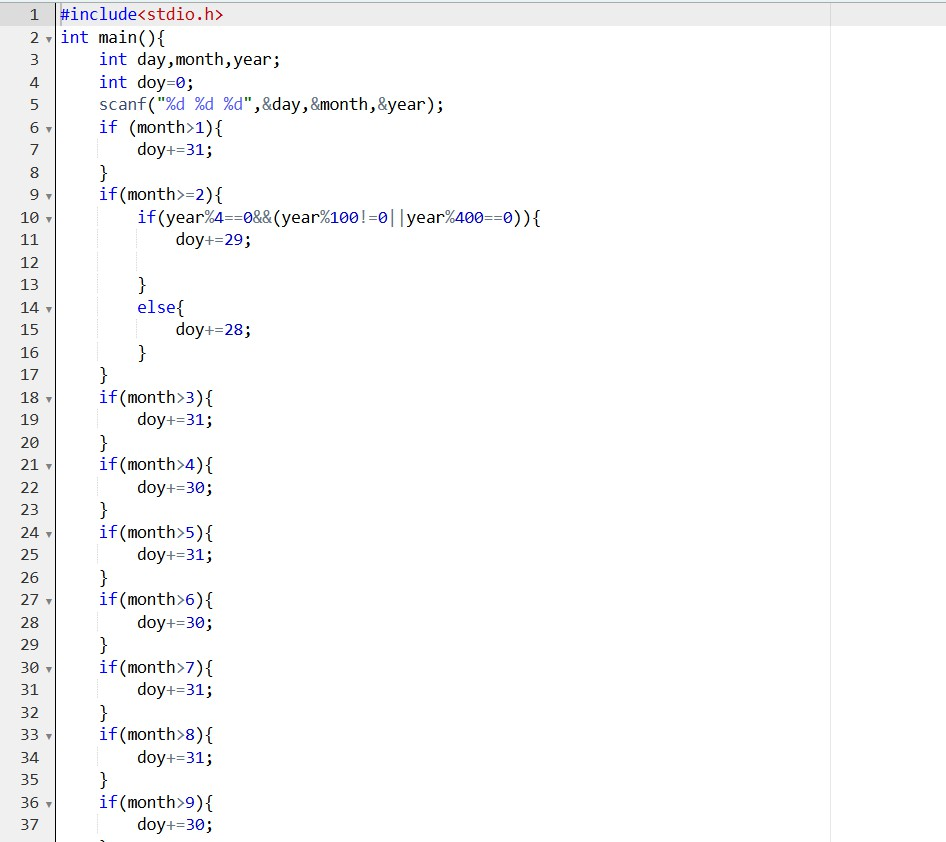 1 #include<stdio.h>
2 int main(){
3 int day,month,year;
4 int doy=0;
5 scanf("%d %d %d",&day,&month,&year);
6 if (month>1){
7 doy+=31;
8 }
9 if(month>=2){
10 if(year%4==0&&(year%100!=0||year%400==0)){
11 doy+=29;
12
13 }
14 else{
15 doy+=28;
16 }
17 }
18 if(month>3){
19 doy+=31;
20 }
21 if(month>4){
22 doy+=30;
23 }
24 if(month>5){
25 doy+=31;
26 }
27 if(month>6){
28 doy+=30;
29 }
30 if(month>7){
31 doy+=31;
32 }
33 if(month>8){
34 doy+=31;
35 }
36 if(month>9){
37 doy+=30;